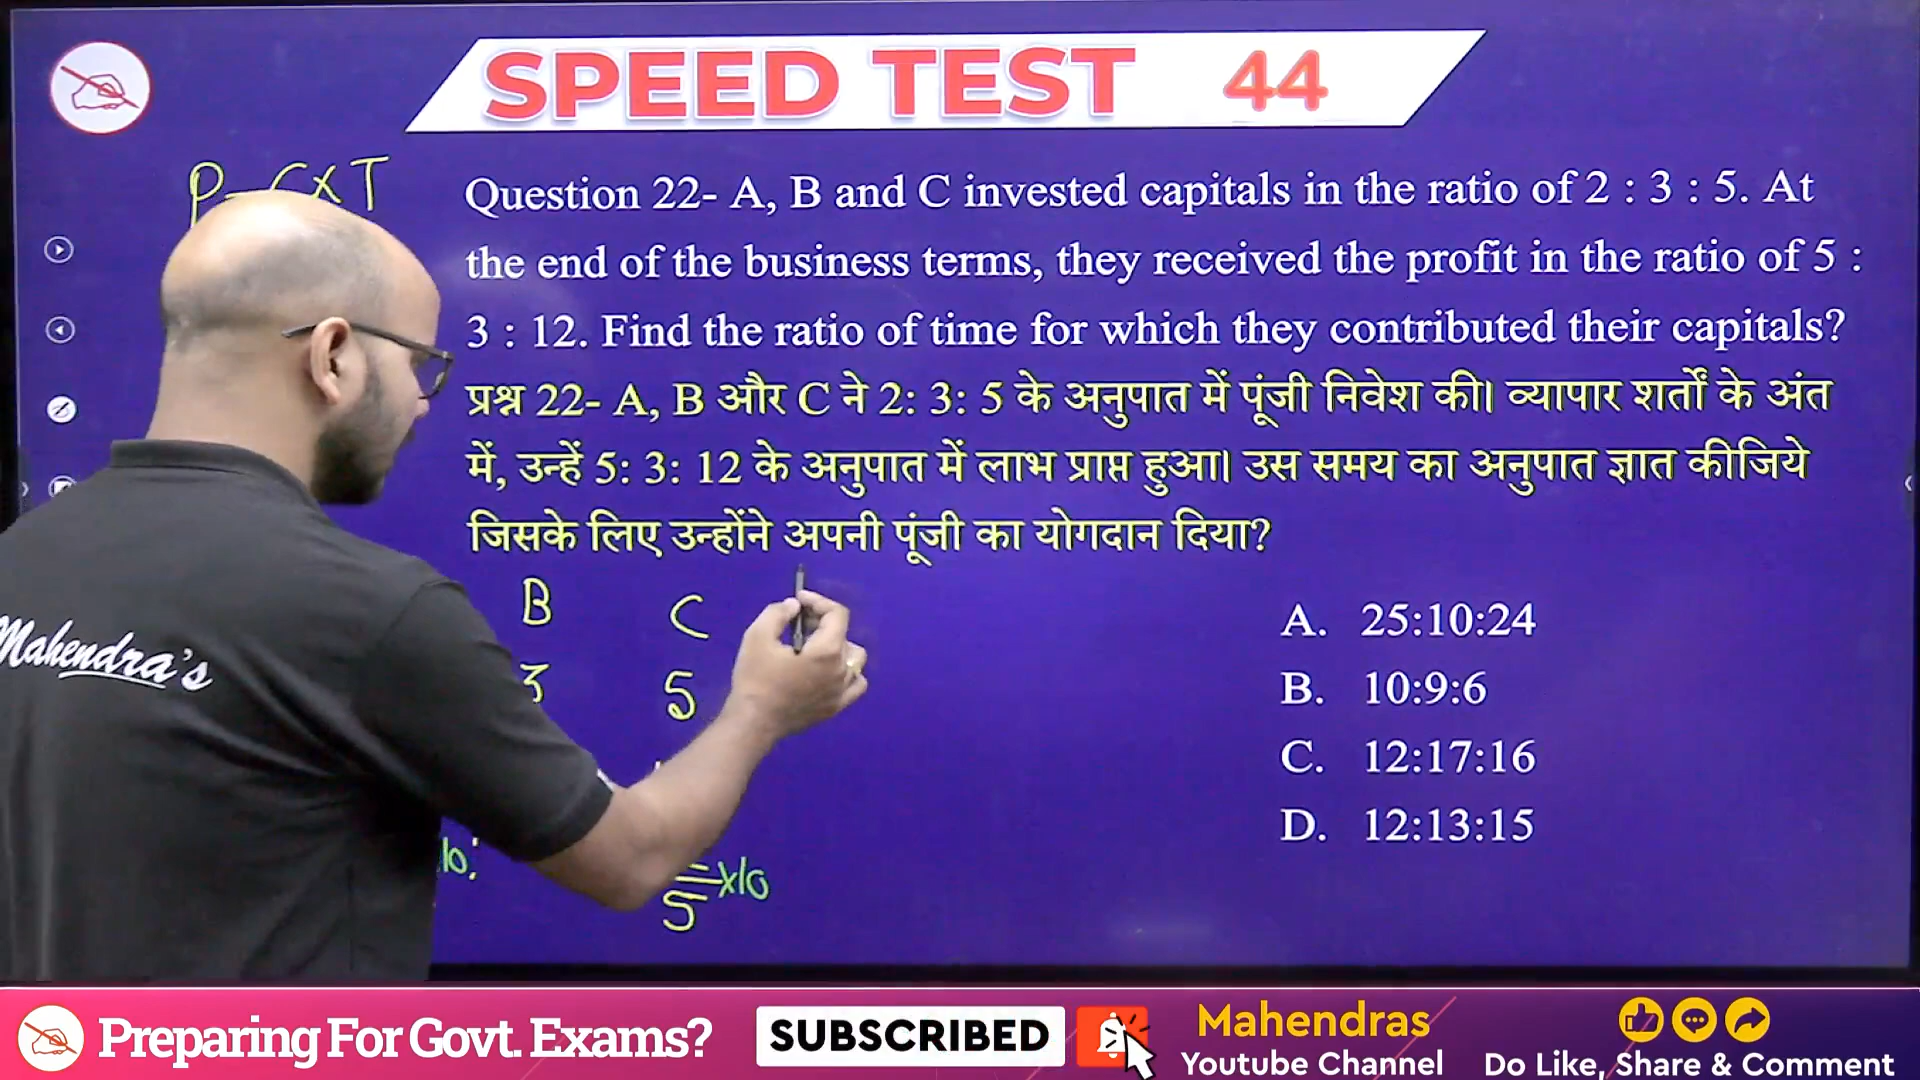 SPEED TEST 44
P= C×T
Question 22- A, B and C invested capitals in the ratio of 2 : 3 : 5. At
the end of the business terms, they received the profit in the ratio of 5 :
3 : 12. Find the ratio of time for which they contributed their capitals?
प्रश्न 22- A, B और C ने 2: 3: 5 के अनुपात में पूंजी निवेश की। व्यापार शर्तों के अंत
में, उन्हें 5: 3: 12 के अनुपात में लाभ प्राप्त हुआ। उस समय का अनुपात ज्ञात कीजिये
जिसके लिए उन्होंने अपनी पूंजी का योगदान दिया?
B C
3 5
10:
5 ×10
A. 25:10:24
B. 10:9:6
C. 12:17:16
D. 12:13:15
Mahendra's
Preparing For Govt. Exams?
SUBSCRIBED
Mahendras
Youtube Channel
Do Like, Share & Comment